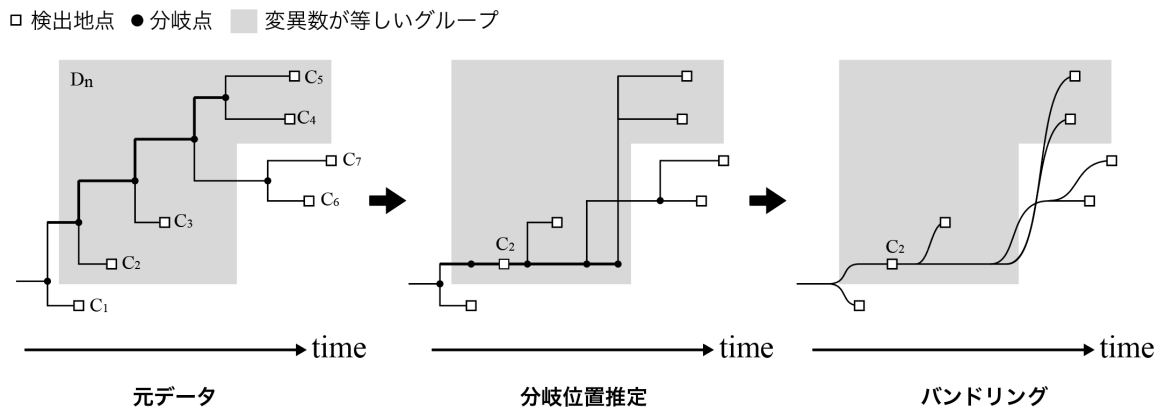 検出地点 分岐点 変異数が等しいグループ
Dn
C5
C4
C7
C6
C3
C2
C1
time
元データ
C2
time
分岐位置推定
C2
time
バンドリング